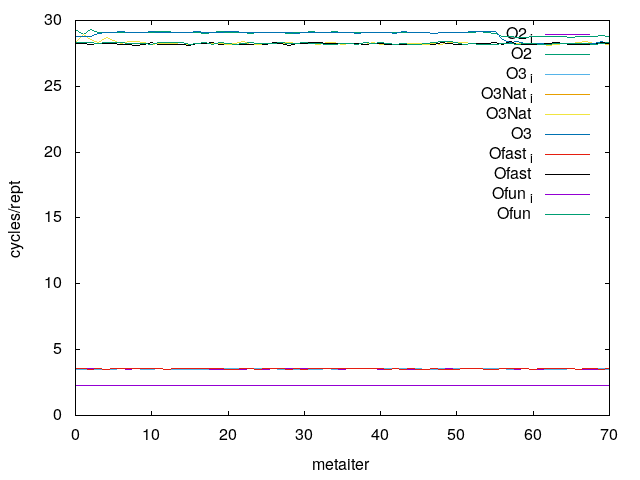 30
25
20
15
10
5
0
cycles/rept
0 10 20 30 40 50 60 70
metaiter
O2 i
O2
O3 i
O3Nat i
O3Nat
O3
Ofast i
Ofast
Ofun i
Ofun